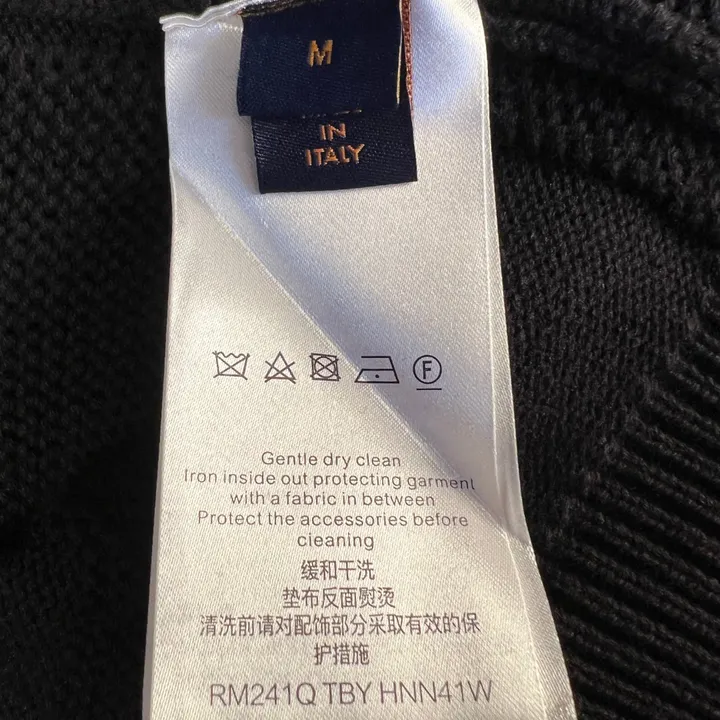 M
IN
ITALY
F
Gentle dry clean
Iron inside out protecting garment
with a fabric in between
Protect the accessories before
cleaning
缓和干洗
垫布反面熨烫
清洗前请对配饰部分采取有效的保
护措施
RM241Q TBY HNN41W